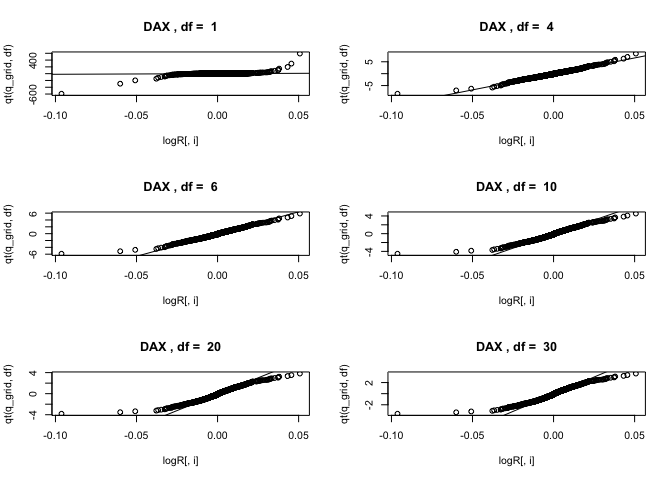 DAX , df =  1
qt(q_grid, df)
400
-600
-0.10 -0.05 0.00 0.05
logR[, i]
DAX , df =  4
qt(q_grid, df)
5
-5
-0.10 -0.05 0.00 0.05
logR[, i]
DAX , df =  6
qt(q_grid, df)
6
0
-6
-0.10 -0.05 0.00 0.05
logR[, i]
DAX , df =  10
qt(q_grid, df)
4
0
-4
-0.10 -0.05 0.00 0.05
logR[, i]
DAX , df =  20
qt(q_grid, df)
4
0
-4
-0.10 -0.05 0.00 0.05
logR[, i]
DAX , df =  30
qt(q_grid, df)
2
-2
-0.10 -0.05 0.00 0.05
logR[, i]